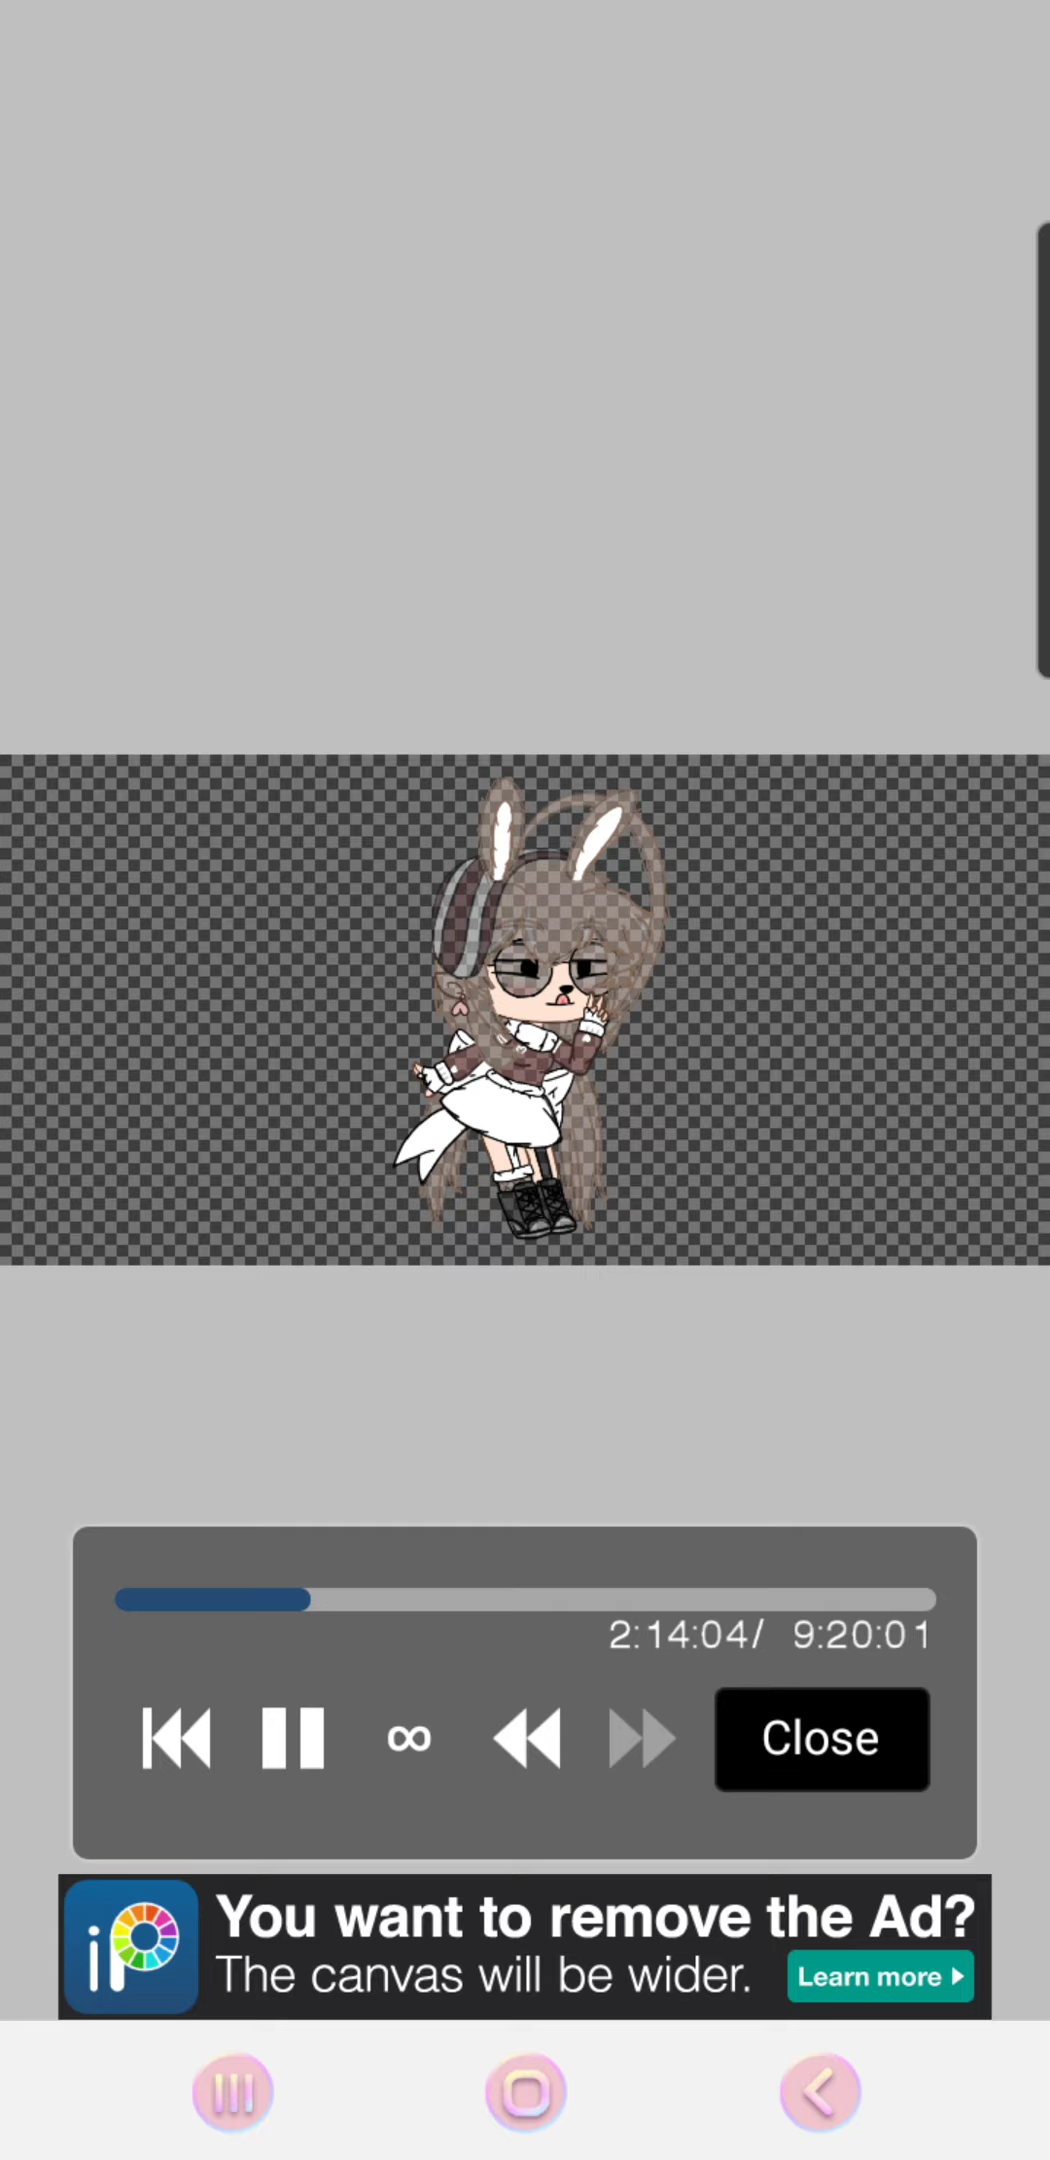 2:14:04/ 9:20:01
∞
Close
iP
You want to remove the Ad?
The canvas will be wider.
Learn more